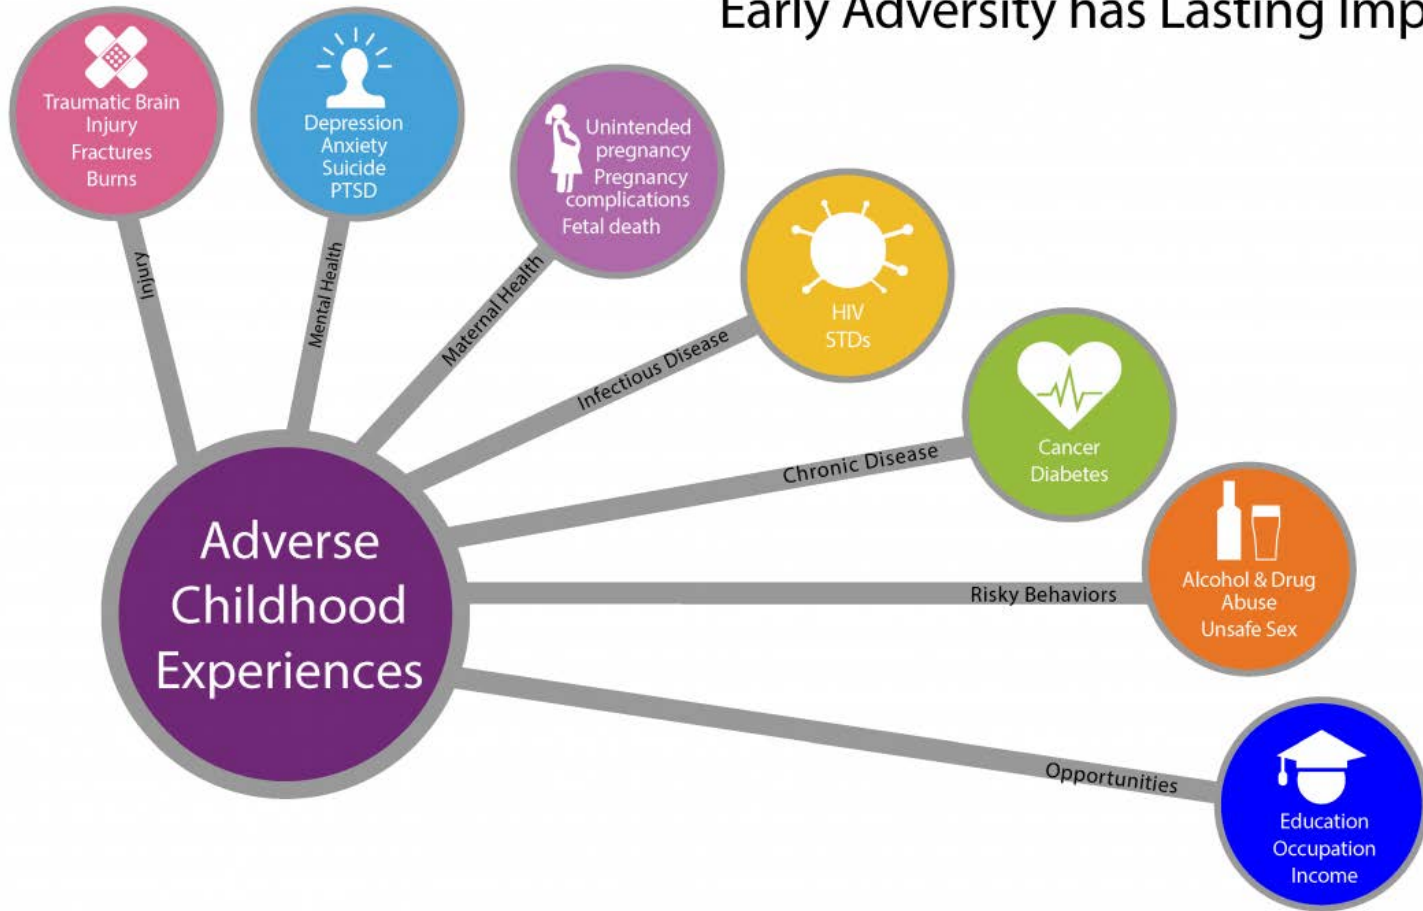 Early Adversity has Lasting Imp
Traumatic Brain
Injury
Fractures
Burns
Depression
Anxiety
Suicide
PTSD
Unintended
pregnancy
Pregnancy
complications
Fetal death
HIV
STDs
Cancer
Diabetes
Alcohol & Drug
Abuse
Unsafe Sex
Education
Occupation
Income
Injury
Mental Health
Maternal Health
Infectious Disease
Chronic Disease
Risky Behaviors
Opportunities
Adverse
Childhood
Experiences